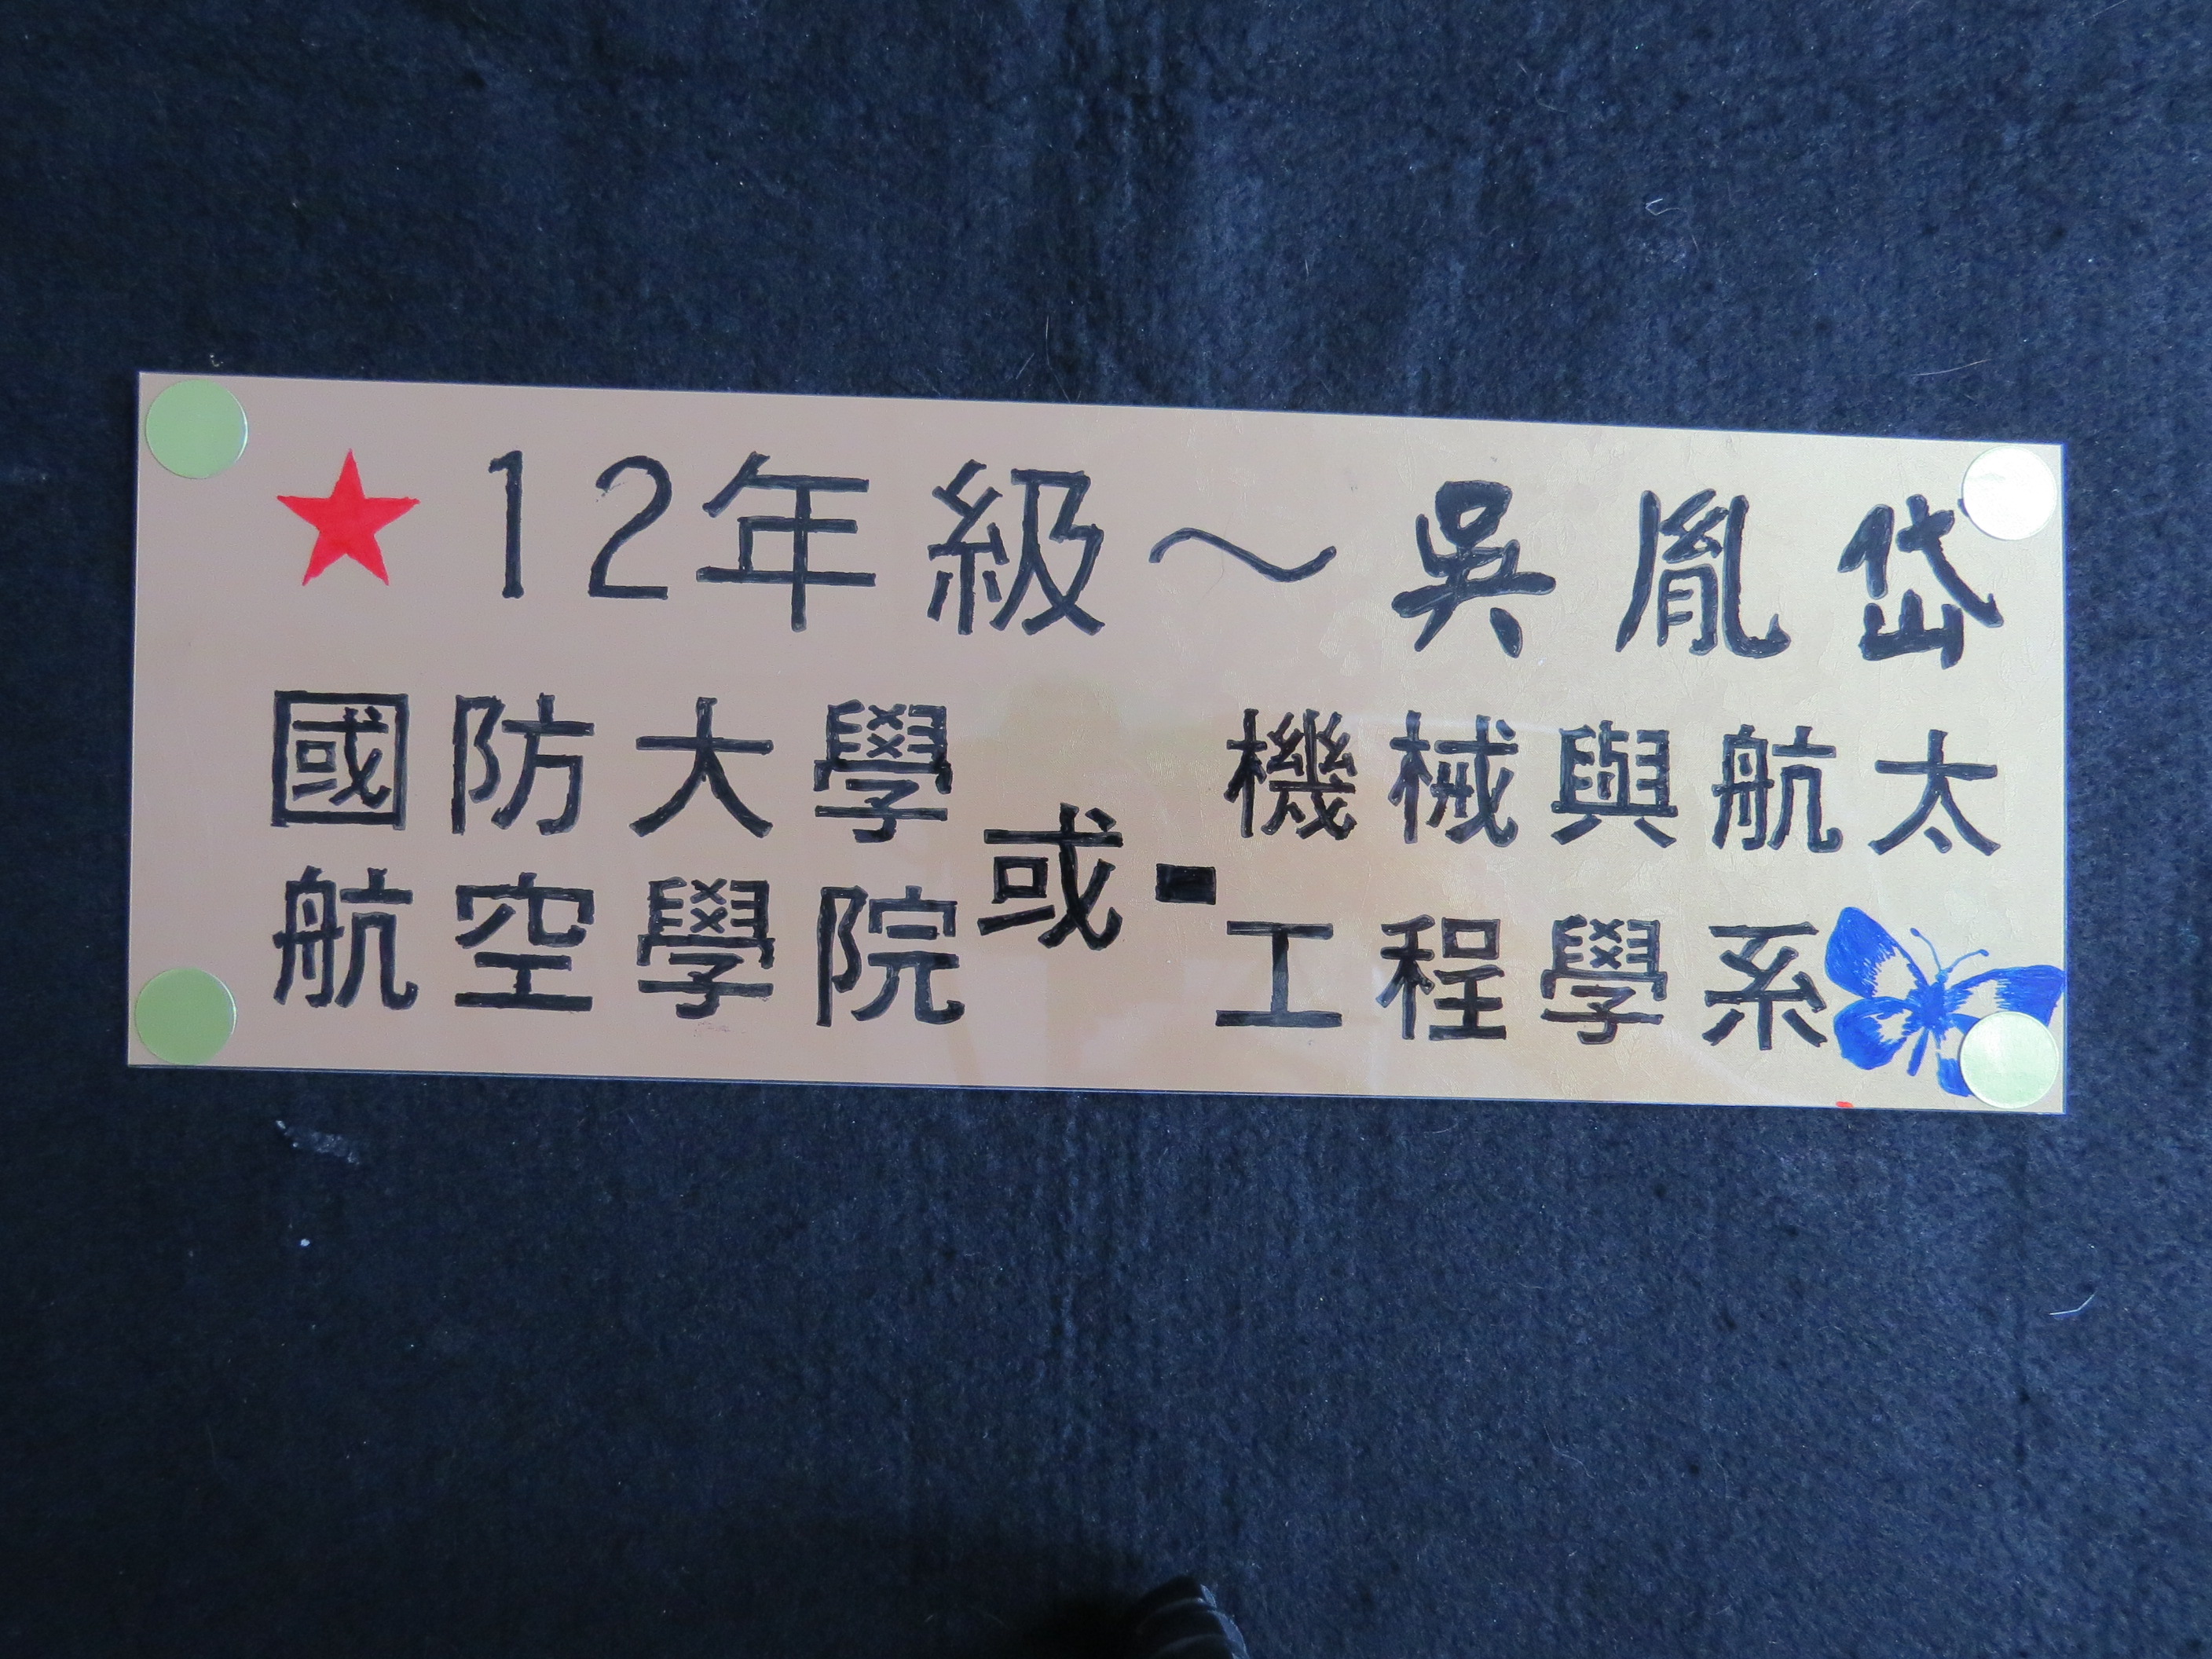 ★12年級～吳胤岱
國防大學
航空學院
或-
機械與航太
工程學系